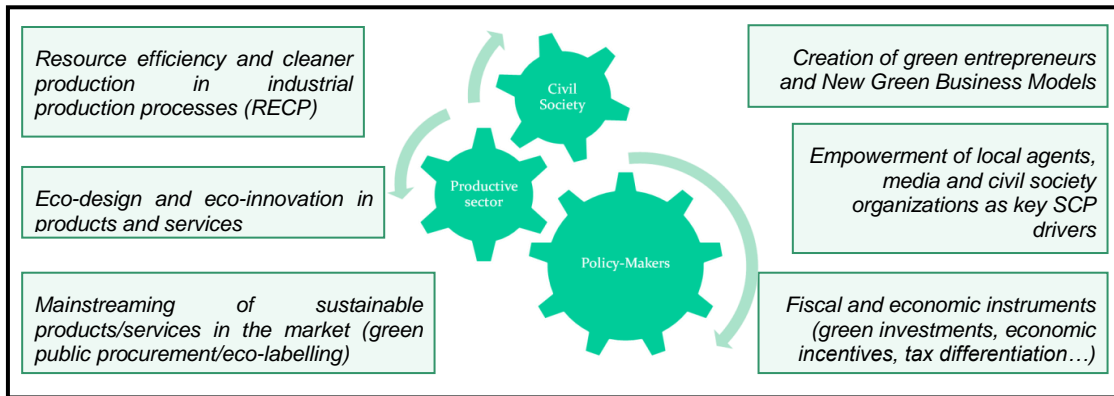 Resource efficiency and cleaner
production in industrial
production processes (RECP)
Eco-design and eco-innovation in
products and services
Mainstreaming of sustainable
products/services in the market (green
public procurement/eco-labelling)
Civil
Society
Productive
sector
Policy-Makers
Creation of green entrepreneurs
and New Green Business Models
Empowerment of local agents,
media and civil society
organizations as key SCP
drivers
Fiscal and economic instruments
(green investments, economic
incentives, tax differentiation…)